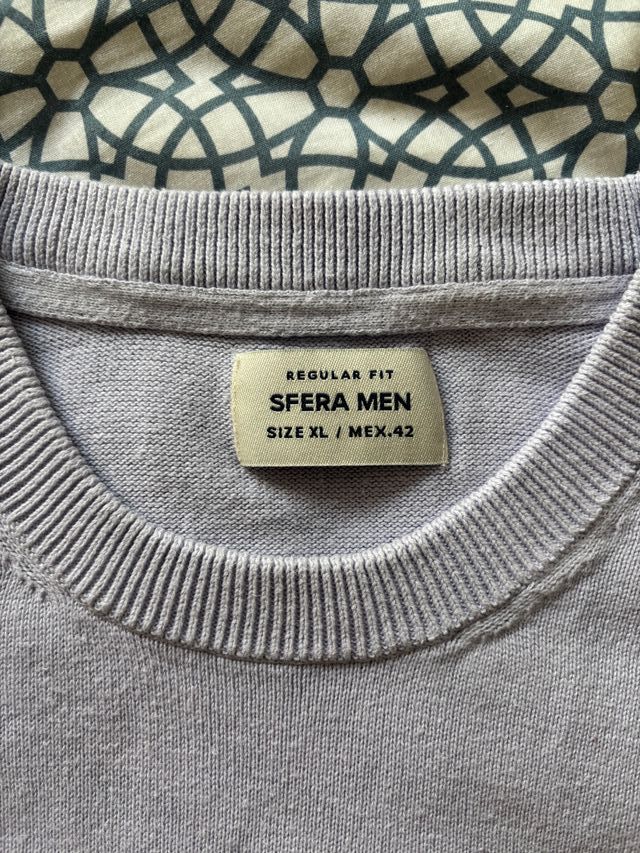 REGULAR FIT
SFERA MEN
SIZE XL / MEX.42